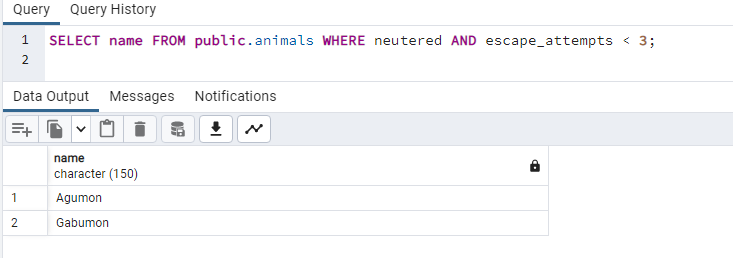 Query Query History
1 SELECT name FROM public.animals WHERE neutered AND escape_attempts < 3;
2
Data Output Messages Notifications
name
character (150)
1 Agumon
2 Gabumon